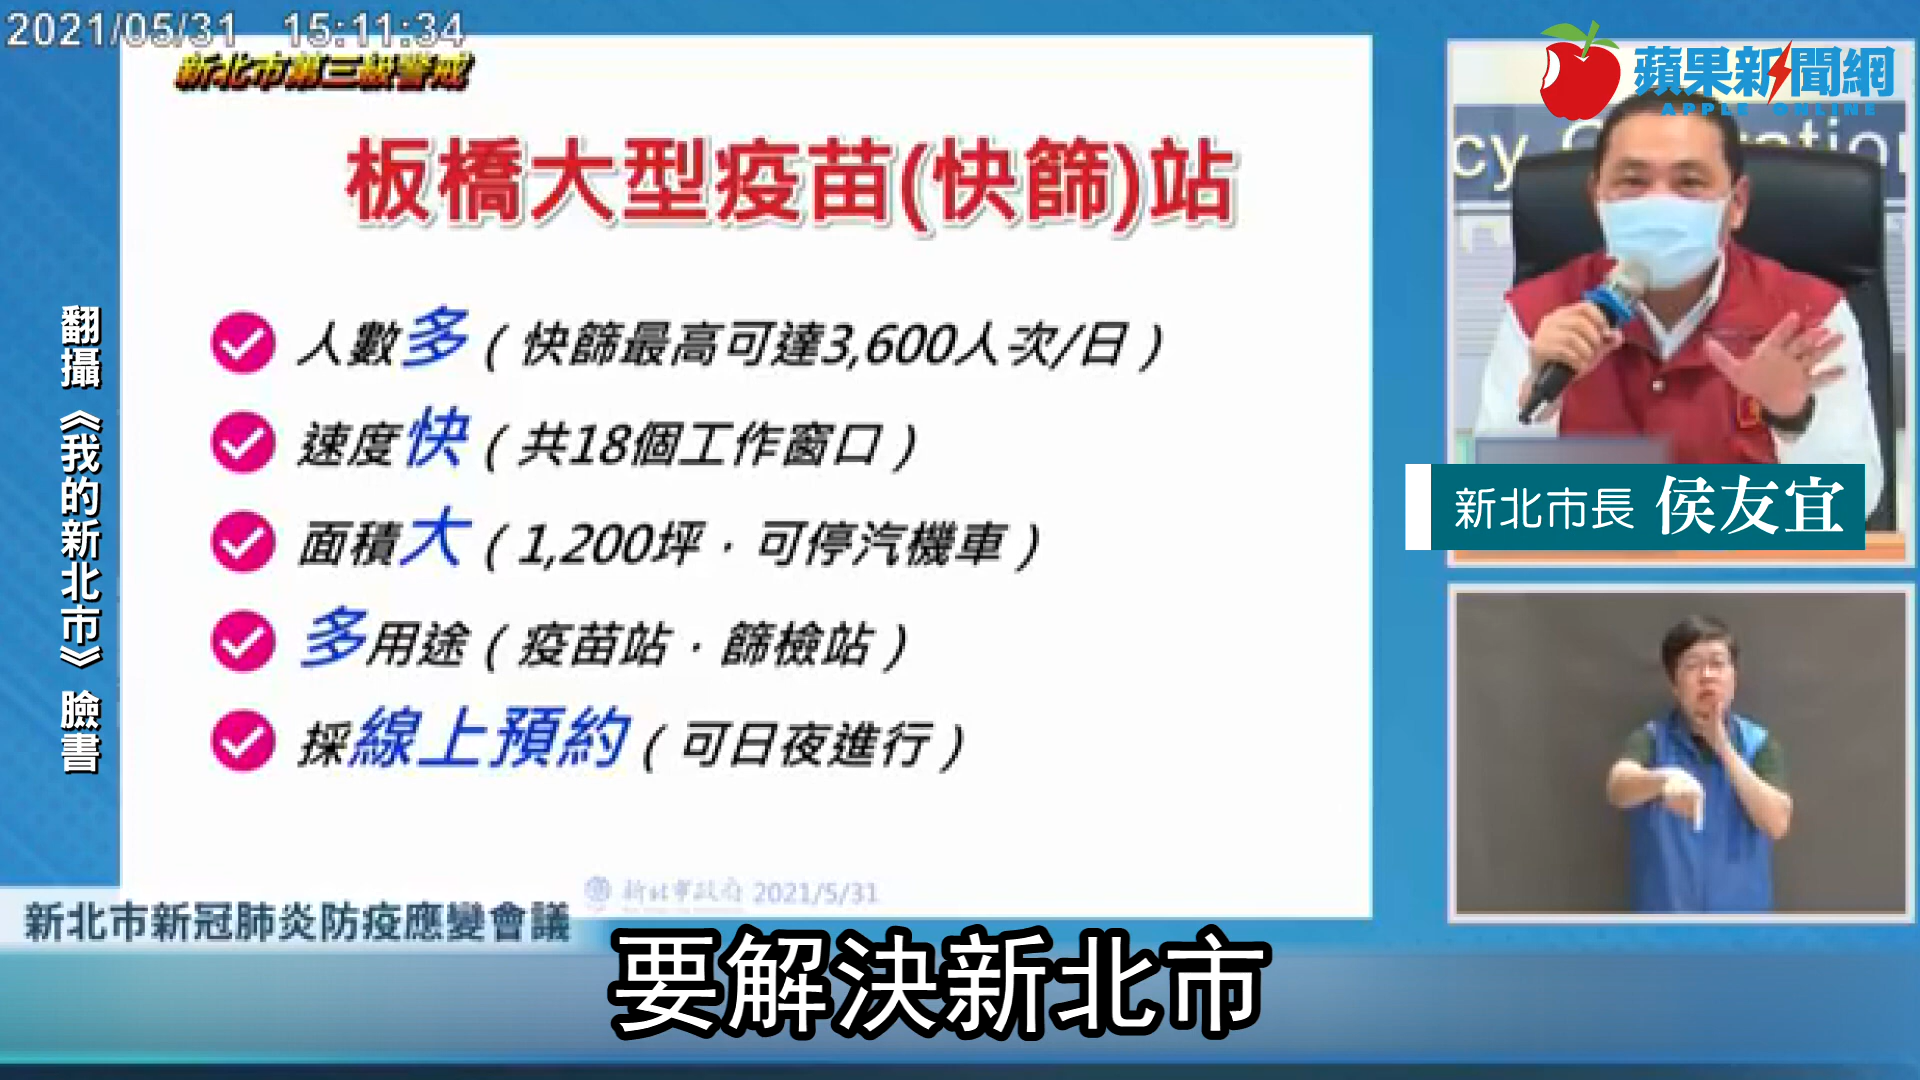 2021/05/31 15:11:34
新北市第三級警戒
蘋果新聞網
APPLE ONLINE
板橋大型疫苗(快篩)站
人數多(快篩最高可達3,600人次/日)
速度快(共18個工作窗口)
面積大(1,200坪．可停汽機車)
多用途(疫苗站．篩檢站)
採線上預約(可日夜進行)
新北市政府 2021/5/31
翻攝《我的新北市》臉書
新北市長 侯友宜
新北市新冠肺炎防疫應變會議
要解決新北市